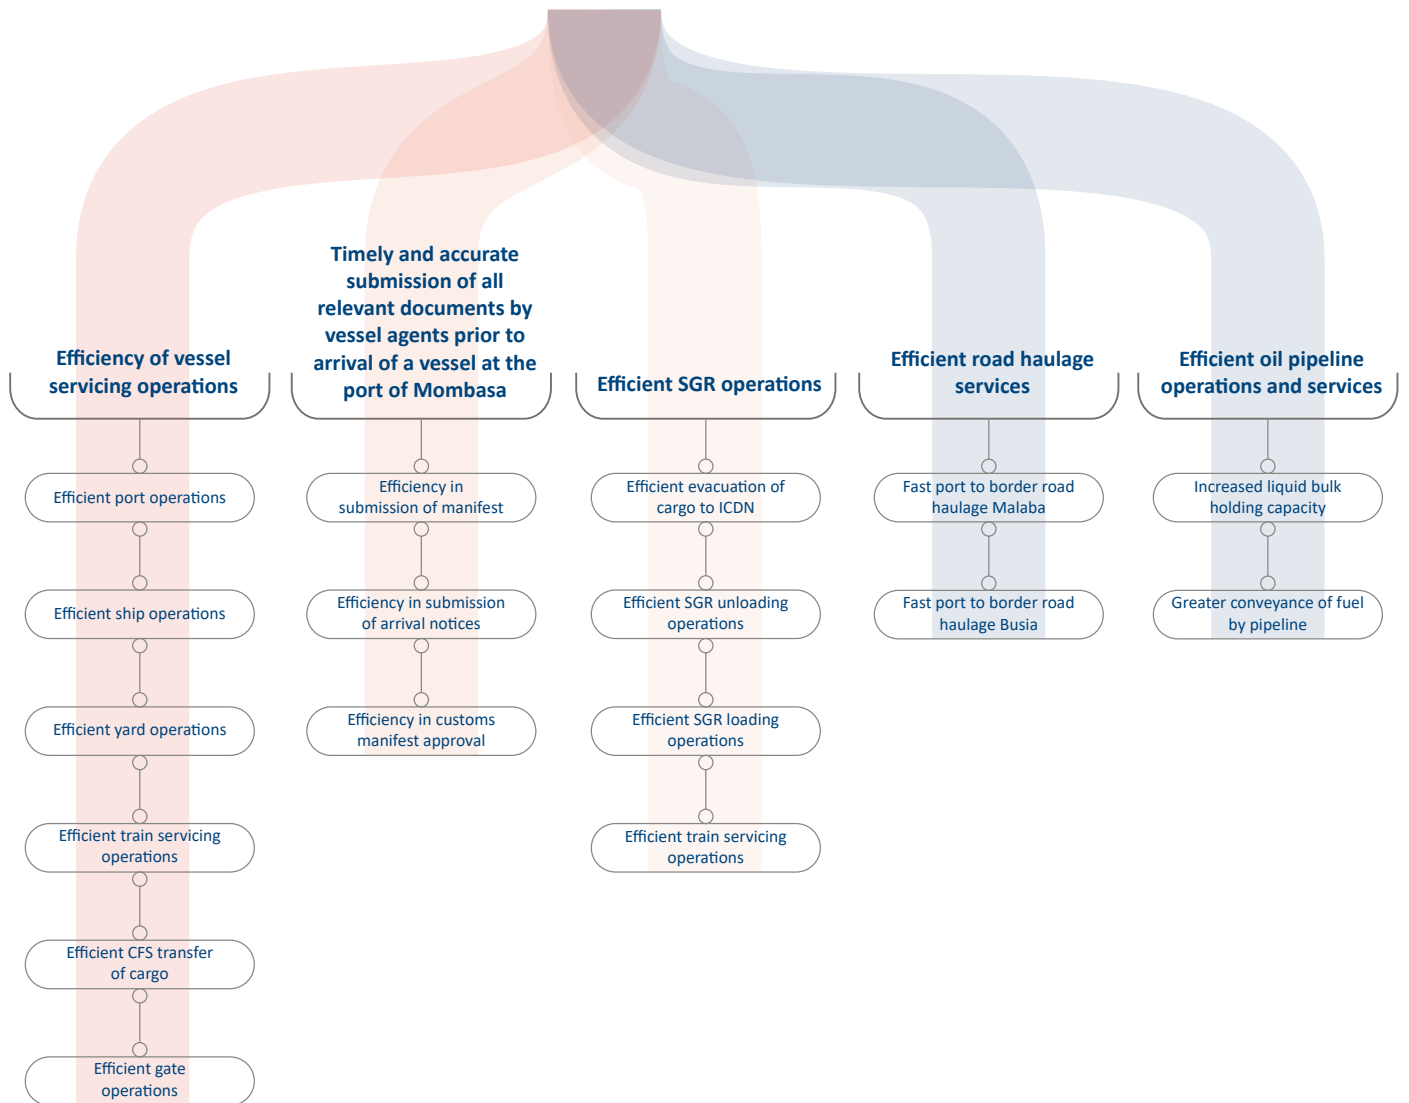 Efficiency of vessel
servicing operations
Efficient port operations
Efficient ship operations
Efficient yard operations
Efficient train servicing
operations
Efficient CFS transfer
of cargo
Efficient gate
operations
Timely and accurate
submission of all
relevant documents by
vessel agents prior to
arrival of a vessel at the
port of Mombasa
Efficiency in
submission of manifest
Efficiency in submission
of arrival notices
Efficiency in customs
manifest approval
Efficient SGR operations
Efficient evacuation of
cargo to ICDN
Efficient SGR unloading
operations
Efficient SGR loading
operations
Efficient train servicing
operations
Efficient road haulage
services
Fast port to border road
haulage Malaba
Fast port to border road
haulage Busia
Efficient oil pipeline
operations and services
Increased liquid bulk
holding capacity
Greater conveyance of fuel
by pipeline